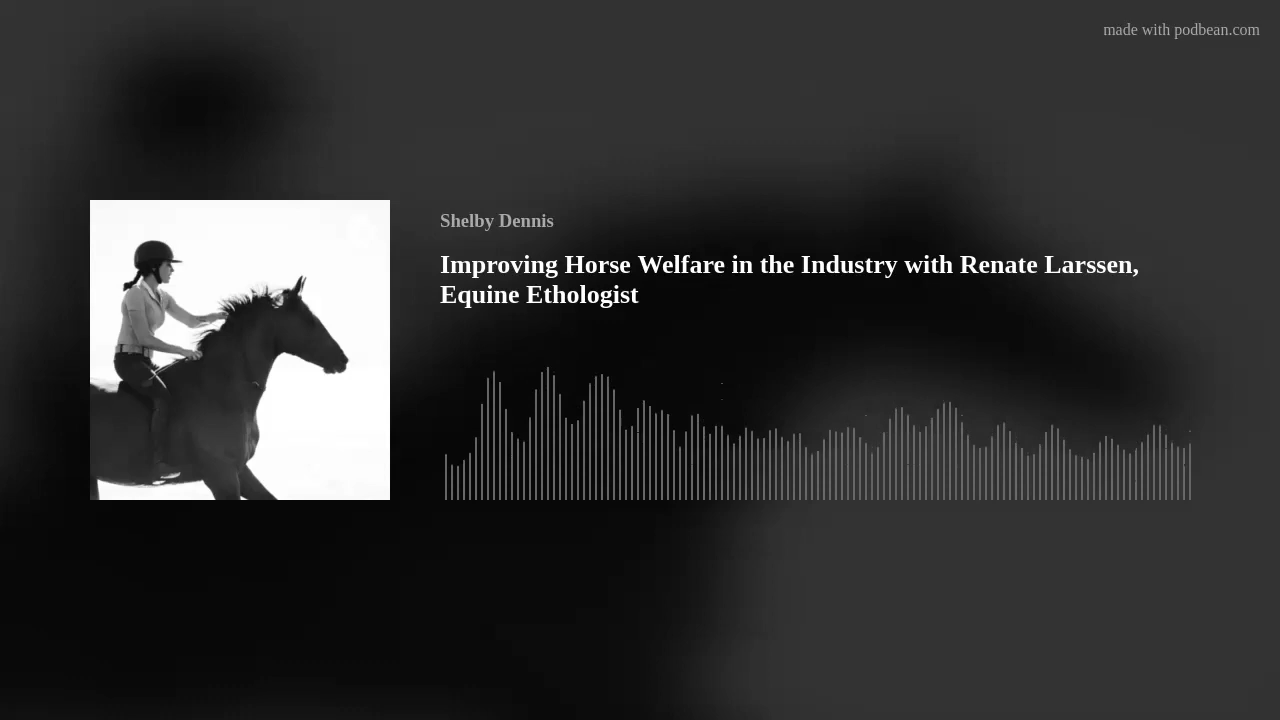 made with podbean.com
Shelby Dennis
Improving Horse Welfare in the Industry with Renate Larssen,
Equine Ethologist